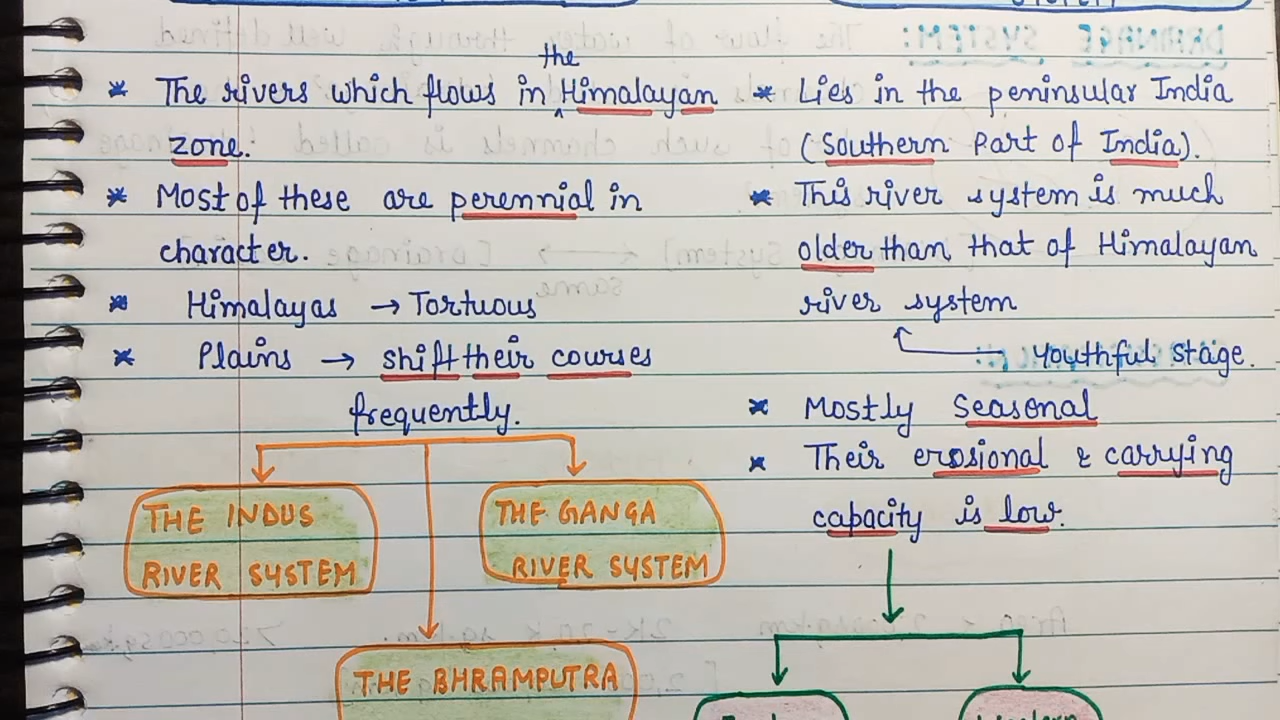 * The rivers which flows in the Himalayan
zone.
* Most of these are perennial in
character.
* Himalayas → Tortuous
* Plains → shift their courses
frequently.
THE INDUS
RIVER SYSTEM
THE GANGA
RIVER SYSTEM
THE BHRAMPUTRA
* Lies in the peninsular India
(Southern Part of India).
* This river system is much
older than that of Himalayan
river system
Youthful stage.
* Mostly Seasonal
* Their erosional & carrying
capacity is low.